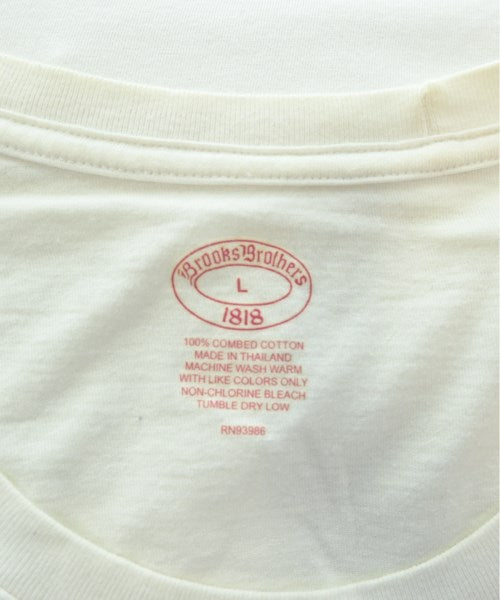 Brooks Brothers
L
1818
100% COMBED COTTON
MADE IN THAILAND
MACHINE WASH WARM
WITH LIKE COLORS ONLY
NON-CHLORINE BLEACH
TUMBLE DRY LOW
RN93986